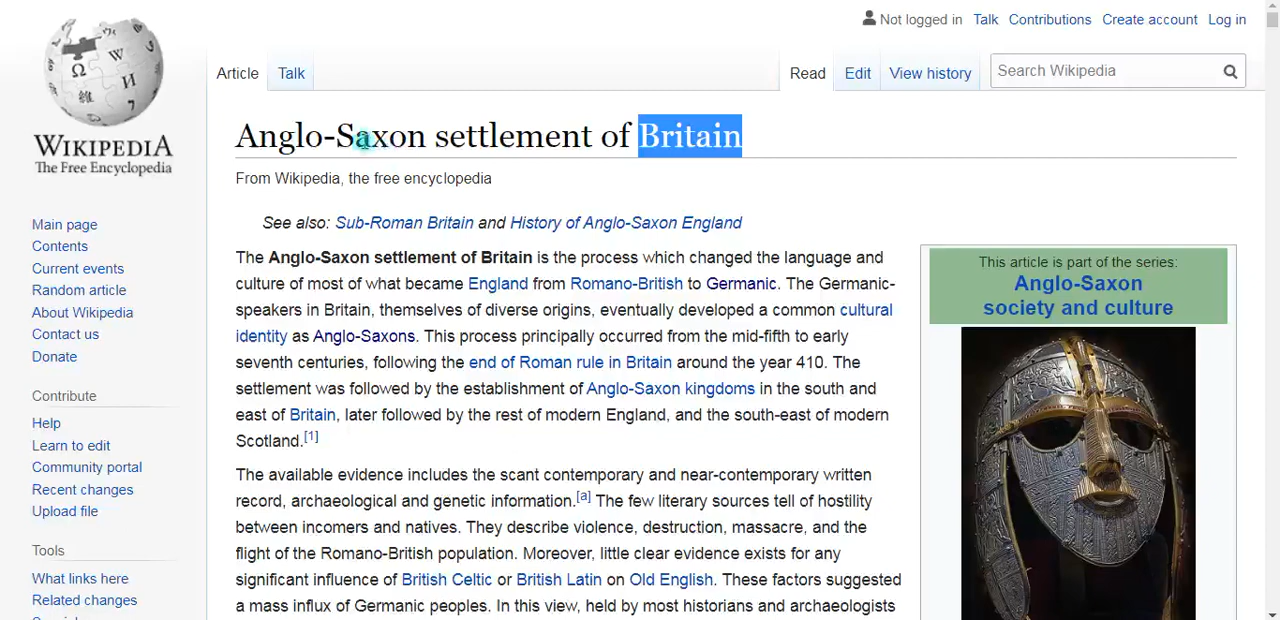 Not logged in Talk Contributions Create account Log in
Article Talk Read Edit View history Search Wikipedia
WIKIPEDIA
The Free Encyclopedia
Main page
Contents
Current events
Random article
About Wikipedia
Contact us
Donate
Contribute
Help
Learn to edit
Community portal
Recent changes
Upload file
Tools
What links here
Related changes
Anglo-Saxon settlement of Britain
From Wikipedia, the free encyclopedia
See also: Sub-Roman Britain and History of Anglo-Saxon England
The Anglo-Saxon settlement of Britain is the process which changed the language and
culture of most of what became England from Romano-British to Germanic. The Germanic-
speakers in Britain, themselves of diverse origins, eventually developed a common cultural
identity as Anglo-Saxons. This process principally occurred from the mid-fifth to early
seventh centuries, following the end of Roman rule in Britain around the year 410. The
settlement was followed by the establishment of Anglo-Saxon kingdoms in the south and
east of Britain, later followed by the rest of modern England, and the south-east of modern
Scotland.[1]
The available evidence includes the scant contemporary and near-contemporary written
record, archaeological and genetic information.[a] The few literary sources tell of hostility
between incomers and natives. They describe violence, destruction, massacre, and the
flight of the Romano-British population. Moreover, little clear evidence exists for any
significant influence of British Celtic or British Latin on Old English. These factors suggested
a mass influx of Germanic peoples. In this view, held by most historians and archaeologists
This article is part of the series:
Anglo-Saxon
society and culture